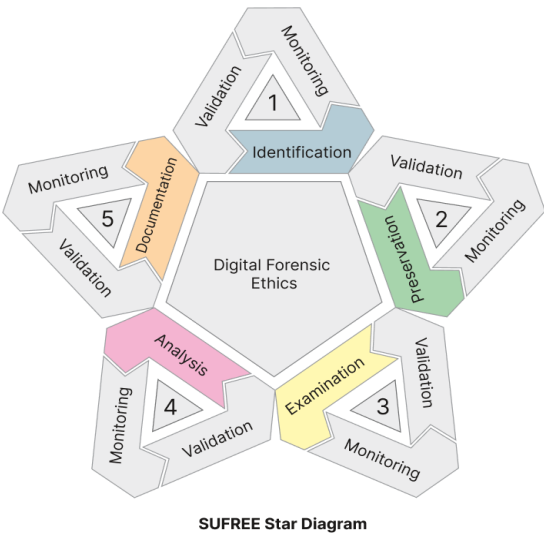 Validation
Monitoring
1
Identification
Validation
Monitoring
2
Preservation
Validation
Monitoring
3
Examination
Validation
Monitoring
4
Analysis
Validation
Monitoring
5
Documentation
Digital Forensic
Ethics
SUFREE Star Diagram